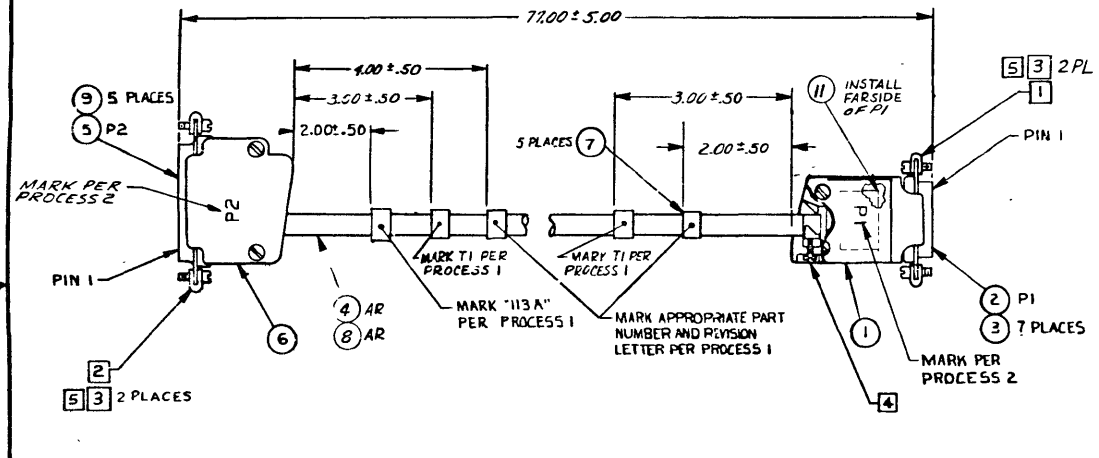 77.00 ± 5.00
4.00 ± .50
3.00 ± .50
2.00 ± .50
9 5 PLACES
5 P2
MARK PER
PROCESS 2
P2
PIN 1
6
4 AR
8 AR
2
5 3 2 PLACES
MARK T1 PER
PROCESS 1
MARK "113A"
PER PROCESS 1
3.00 ± .50
5 PLACES 7
2.00 ± .50
MARK T1 PER
PROCESS 1
MARK APPROPRIATE PART
NUMBER AND REVISION
LETTER PER PROCESS 1
11 INSTALL
FARSIDE
OF P1
5 3 2 PL
1
PIN 1
P1
2 P1
3 7 PLACES
1
MARK PER
PROCESS 2
4